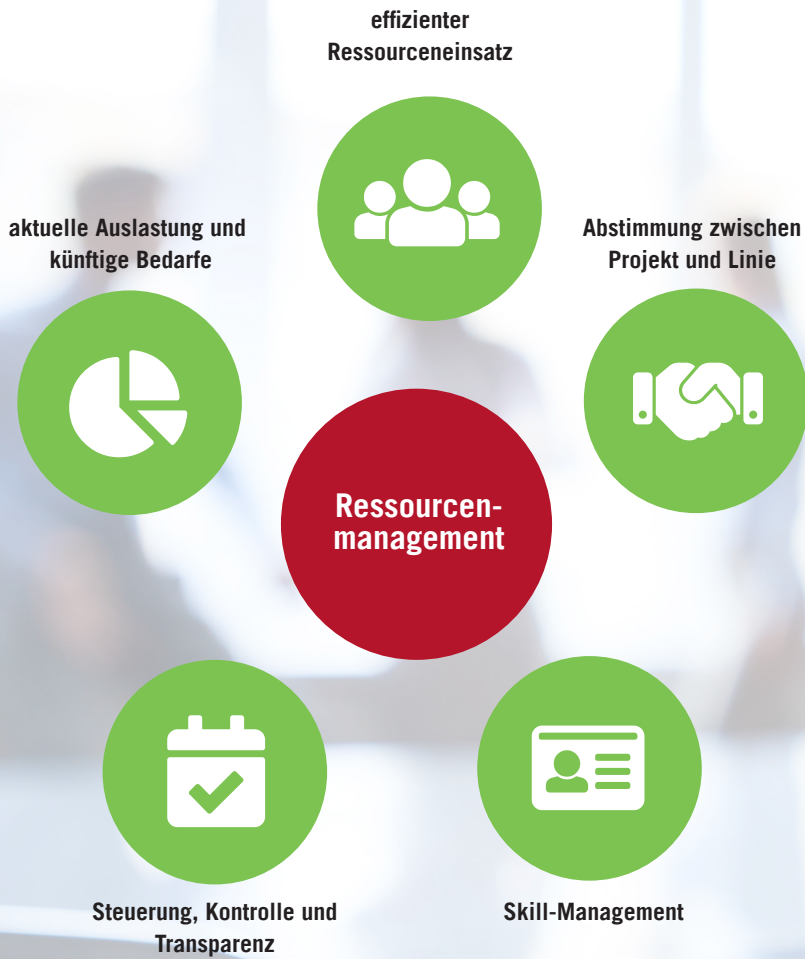 effizienter
Ressourceneinsatz
aktuelle Auslastung und
künftige Bedarfe
Abstimmung zwischen
Projekt und Linie
Ressourcen-
management
Steuerung, Kontrolle und
Transparenz
Skill-Management